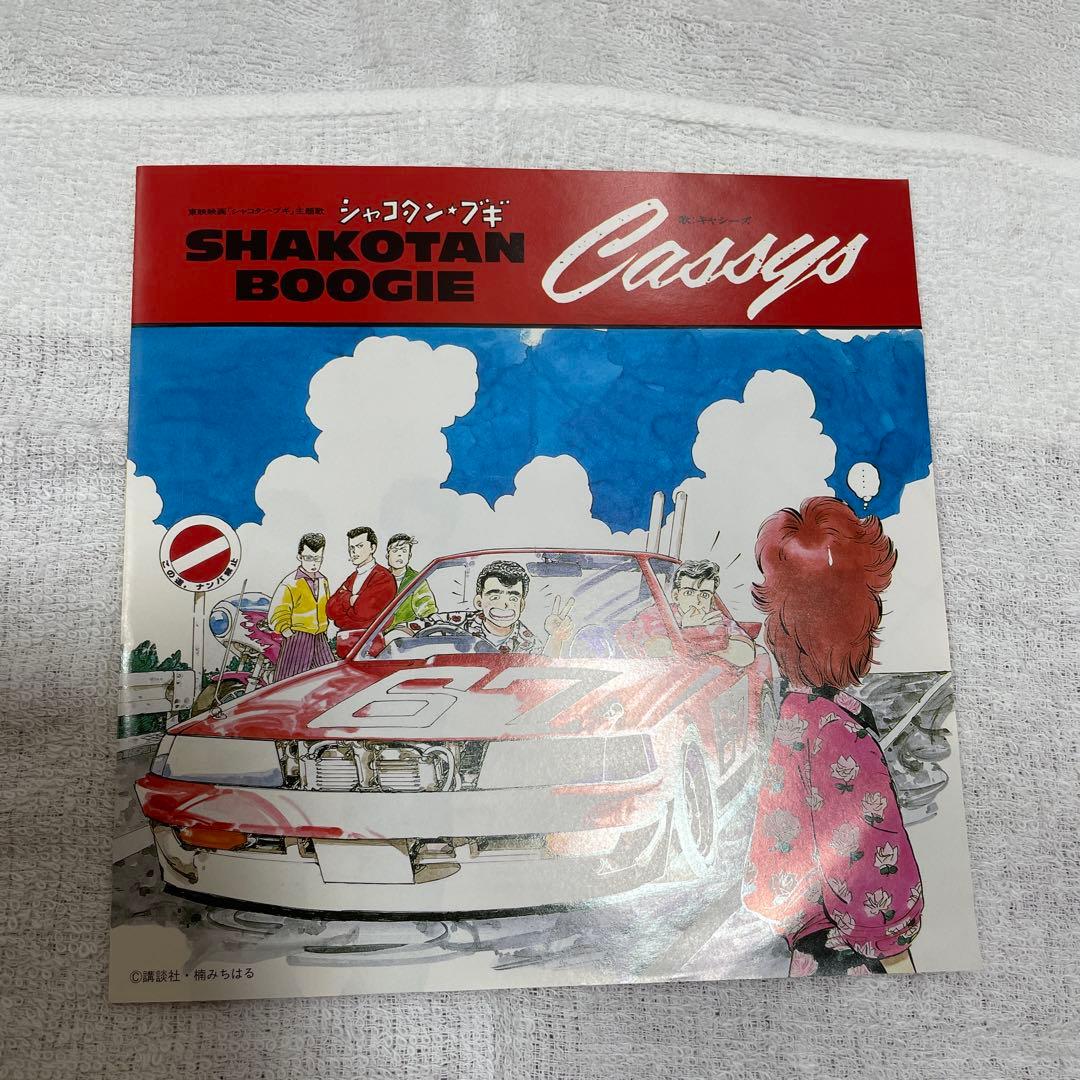 東映映画「シャコタン・ブギ」主題歌
シャコタン★ブギ
SHAKOTAN
BOOGIE
歌:キャシーズ
Cassys
......
この道、ナンパ禁止
67
67
©講談社・楠みちはる